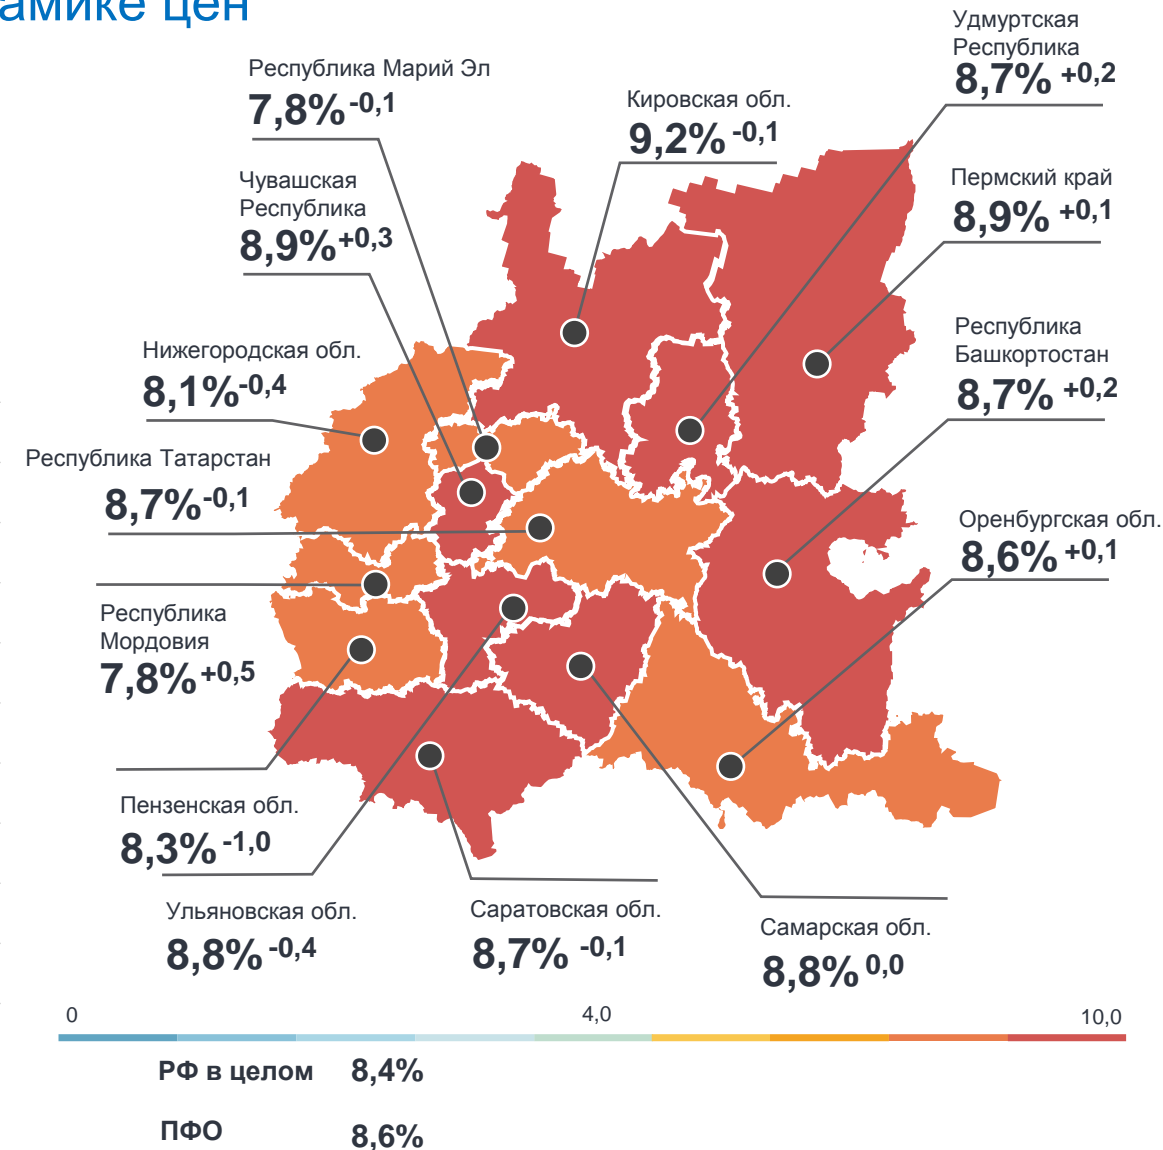 амике цен
Удмуртская
Республика
8,7% +0,2
Республика Марий Эл
7,8% -0,1
Кировская обл.
9,2% -0,1
Чувашская
Республика
8,9% +0,3
Пермский край
8,9% +0,1
Нижегородская обл.
8,1% -0,4
Республика
Башкортостан
8,7% +0,2
Республика Татарстан
8,7% -0,1
Оренбургская обл.
8,6% +0,1
Республика
Мордовия
7,8% +0,5
Пензенская обл.
8,3% -1,0
Ульяновская обл.
8,8% -0,4
Саратовская обл.
8,7% -0,1
Самарская обл.
8,8% 0,0
0 4,0 10,0
РФ в целом 8,4%
ПФО 8,6%